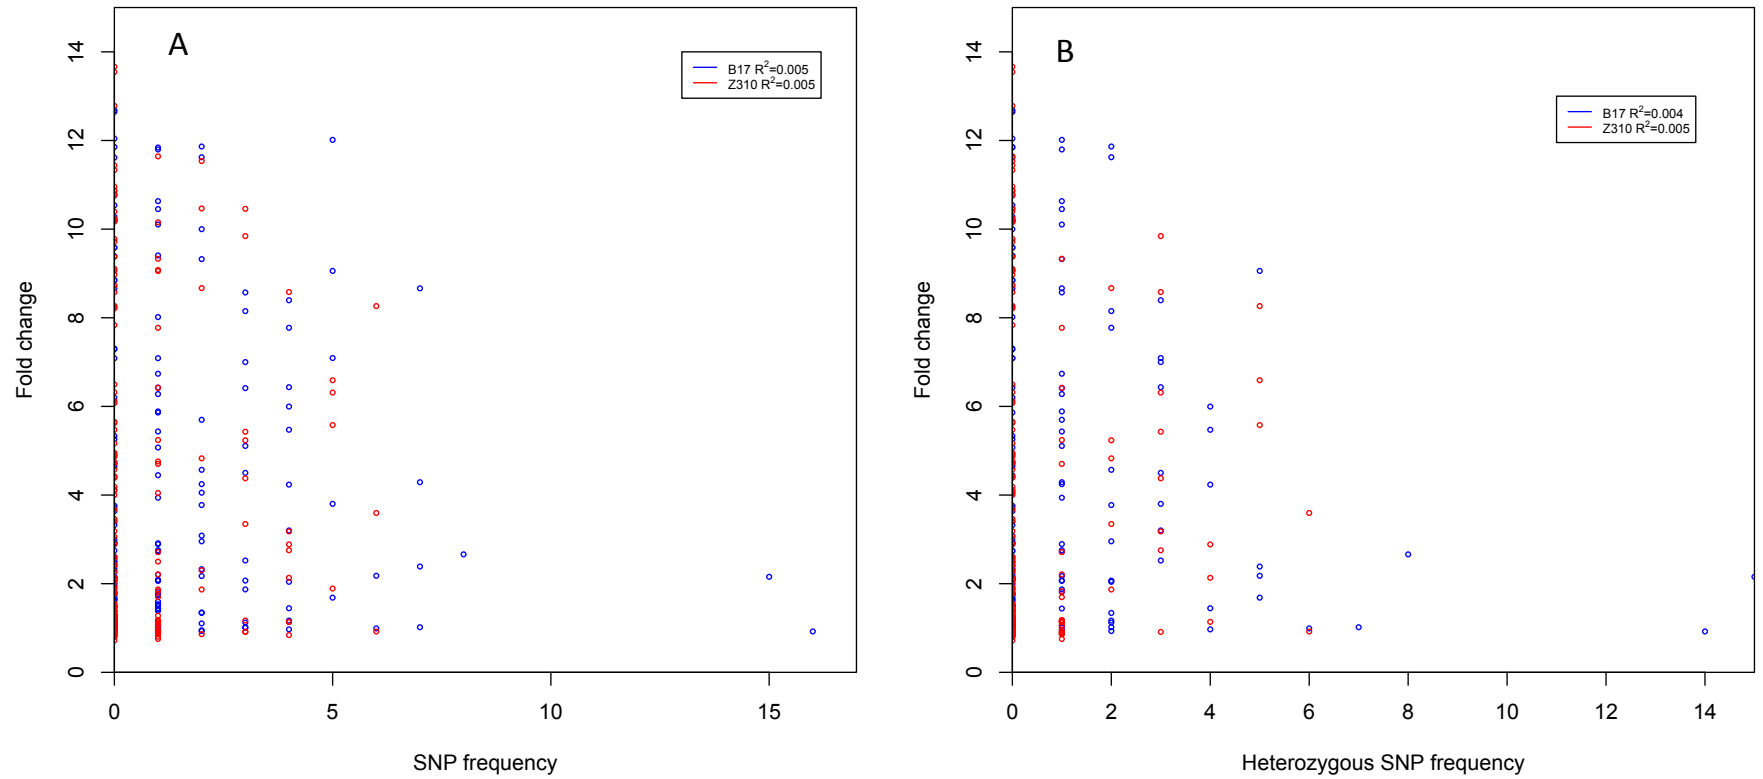 A
B17 R²=0.005
Z310 R²=0.005
Fold change
0 2 4 6 8 10 12 14
0 5 10 15
SNP frequency
B
B17 R²=0.004
Z310 R²=0.005
Fold change
0 2 4 6 8 10 12 14
0 2 4 6 8 10 12 14
Heterozygous SNP frequency